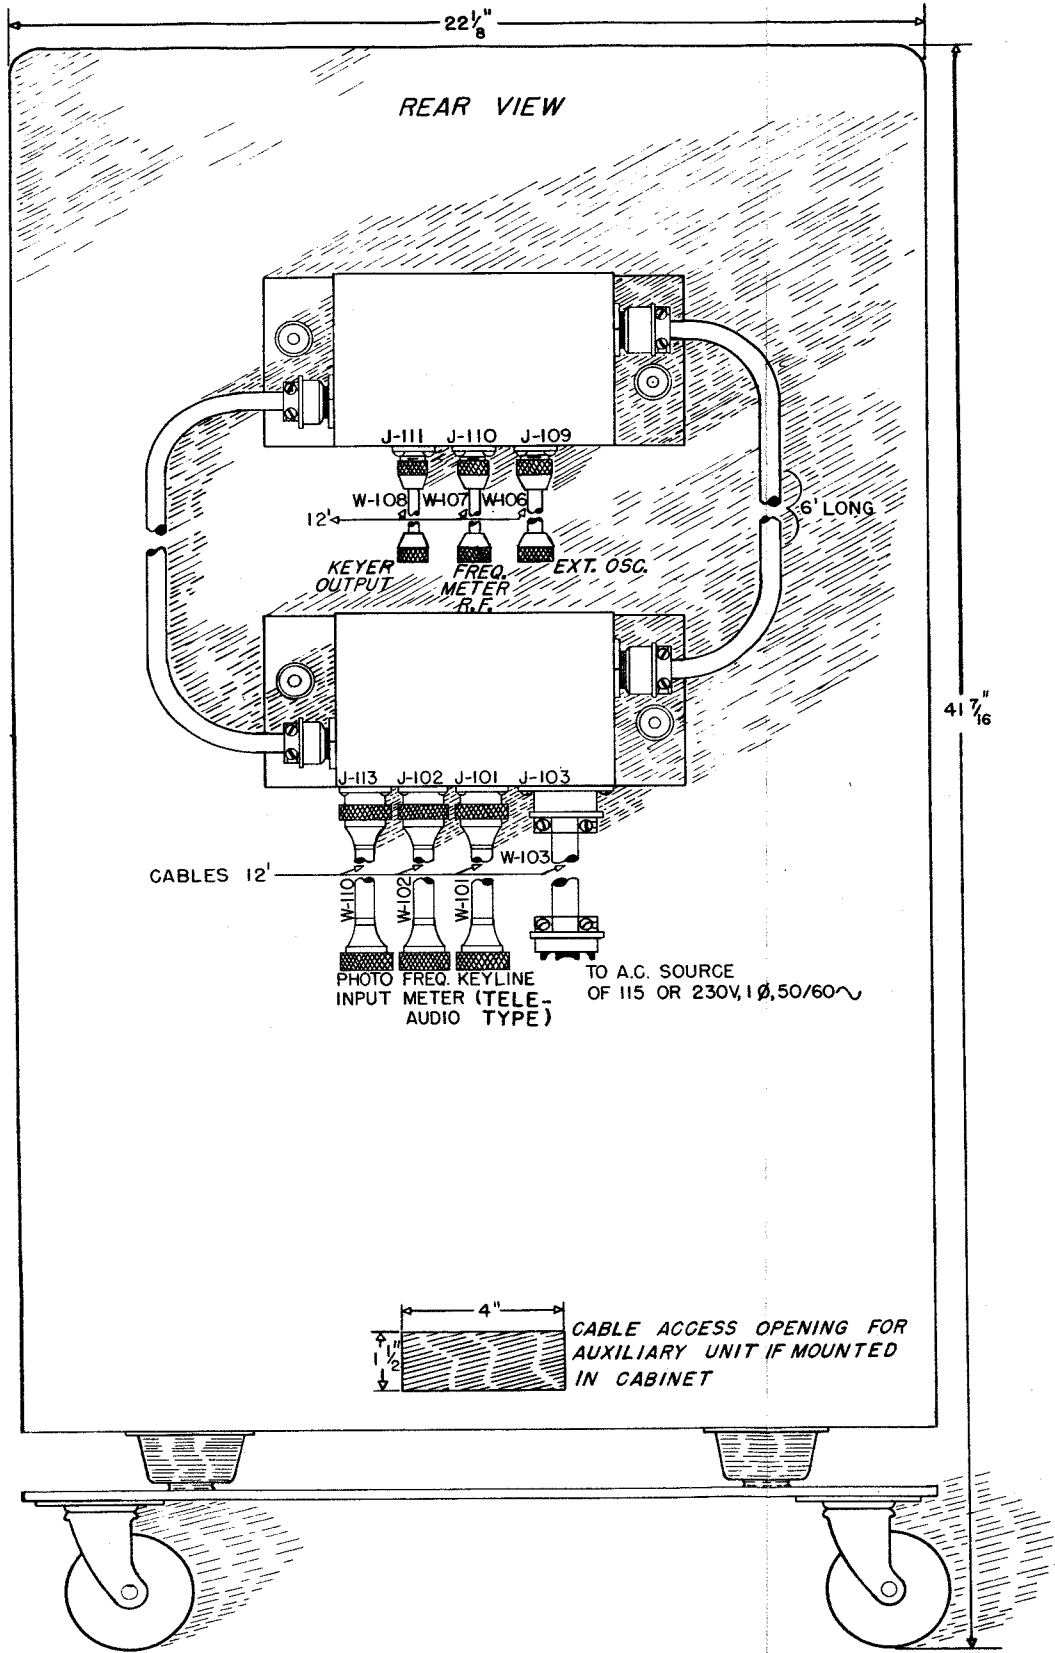 22 1/8"
REAR VIEW
J-111 J-110 J-109
W-108 W-107 W-106
12'
6' LONG
KEYER
OUTPUT
FREQ.
METER
R.F.
EXT. OSC.
41 7/16"
J-113 J-102 J-101 J-103
W-103
CABLES 12'
W-110
W-102
W-101
PHOTO
INPUT
FREQ.
METER
AUDIO
KEYLINE
(TELE-
TYPE)
TO A.C. SOURCE
OF 115 OR 230V, 1 Ø, 50/60~
4"
1 1/2"
CABLE ACCESS OPENING FOR
AUXILIARY UNIT IF MOUNTED
IN CABINET